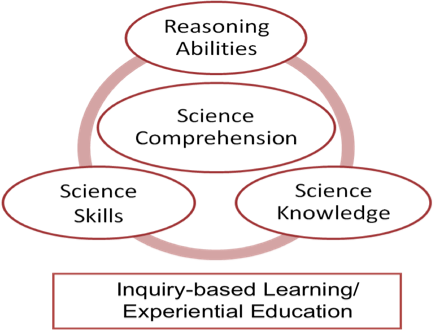 Reasoning
Abilities
Science
Comprehension
Science
Skills
Science
Knowledge
Inquiry-based Learning/
Experiential Education